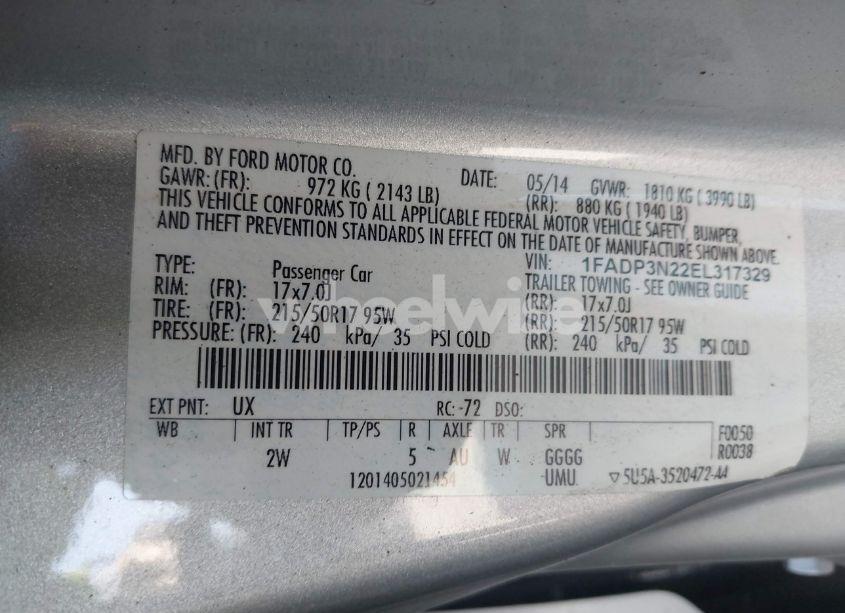 MFD. BY FORD MOTOR CO. DATE: 05/14 GVWR: 1810 KG ( 3990 LB)
GAWR: (FR): 972 KG ( 2143 LB) (RR): 880 KG ( 1940 LB)
THIS VEHICLE CONFORMS TO ALL APPLICABLE FEDERAL MOTOR VEHICLE SAFETY, BUMPER,
AND THEFT PREVENTION STANDARDS IN EFFECT ON THE DATE OF MANUFACTURE SHOWN ABOVE.
VIN: 1FADP3N22EL317329
TYPE: Passenger Car TRAILER TOWING - SEE OWNER GUIDE
RIM: (FR): 17x7.0J (RR): 17x7.0J
TIRE: (FR): 215/50R17 95W (RR): 215/50R17 95W
PRESSURE: (FR): 240 kPa/ 35 PSI COLD (RR): 240 kPa/ 35 PSI COLD
wheelwise
EXT PNT: UX RC: -72 DSO:
WB INT TR TP/PS R AXLE TR SPR F0050
2W 5 AU W GGGG R0038
1201405021454 UMU ▽5U5A-3520472-AA